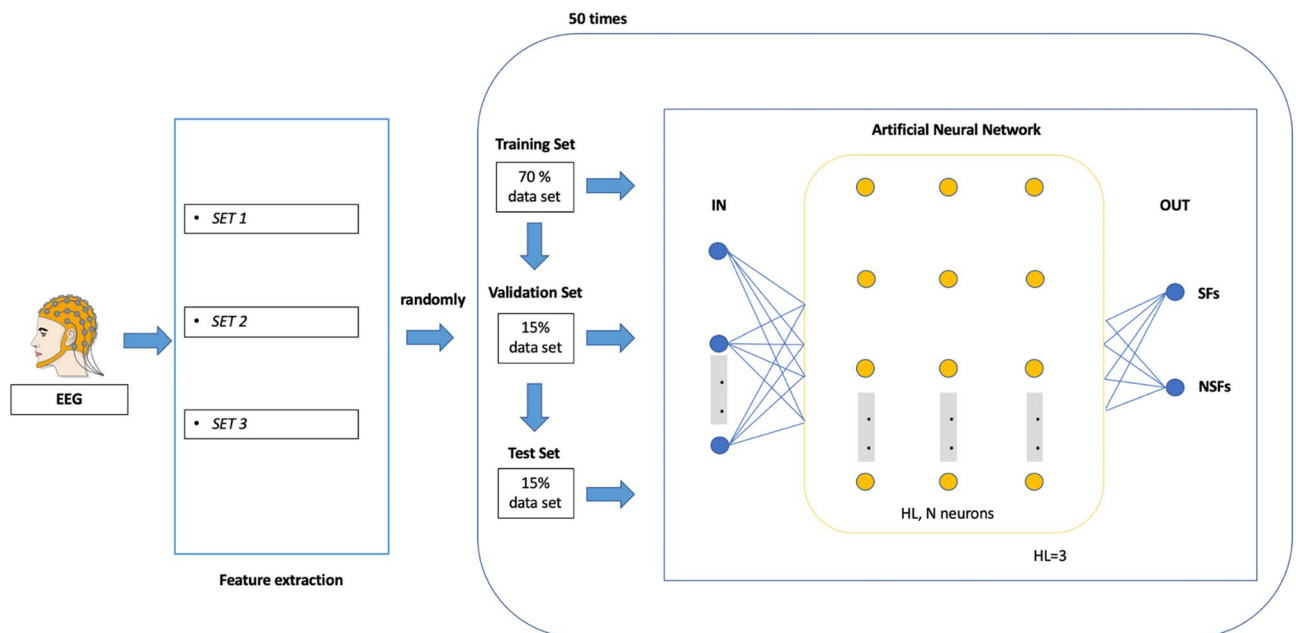 50 times
EEG
• SET 1
• SET 2
• SET 3
Feature extraction
randomly
Training Set
70 %
data set
Validation Set
15%
data set
Test Set
15%
data set
Artificial Neural Network
IN
OUT
SFs
NSFs
HL, N neurons
HL=3